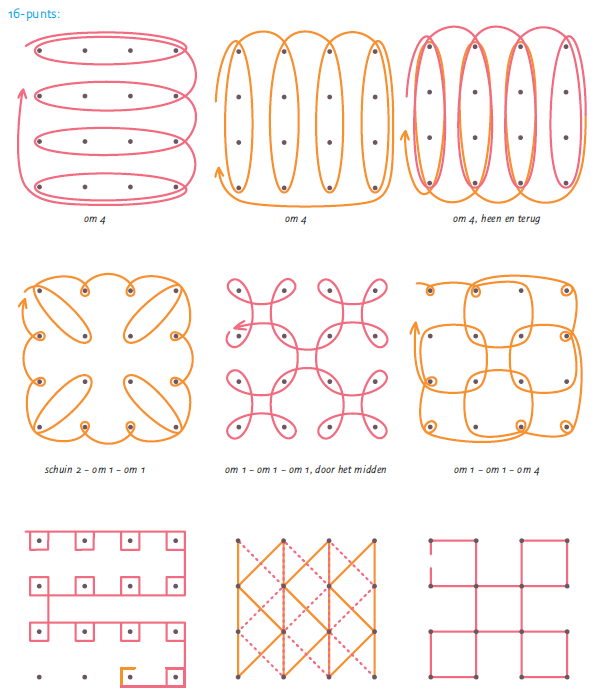 16-punts:
om 4
om 4
om 4, heen en terug
schuin 2 – om 1 – om 1
om 1 – om 1 – om 1, door het midden
om 1 – om 1 – om 4